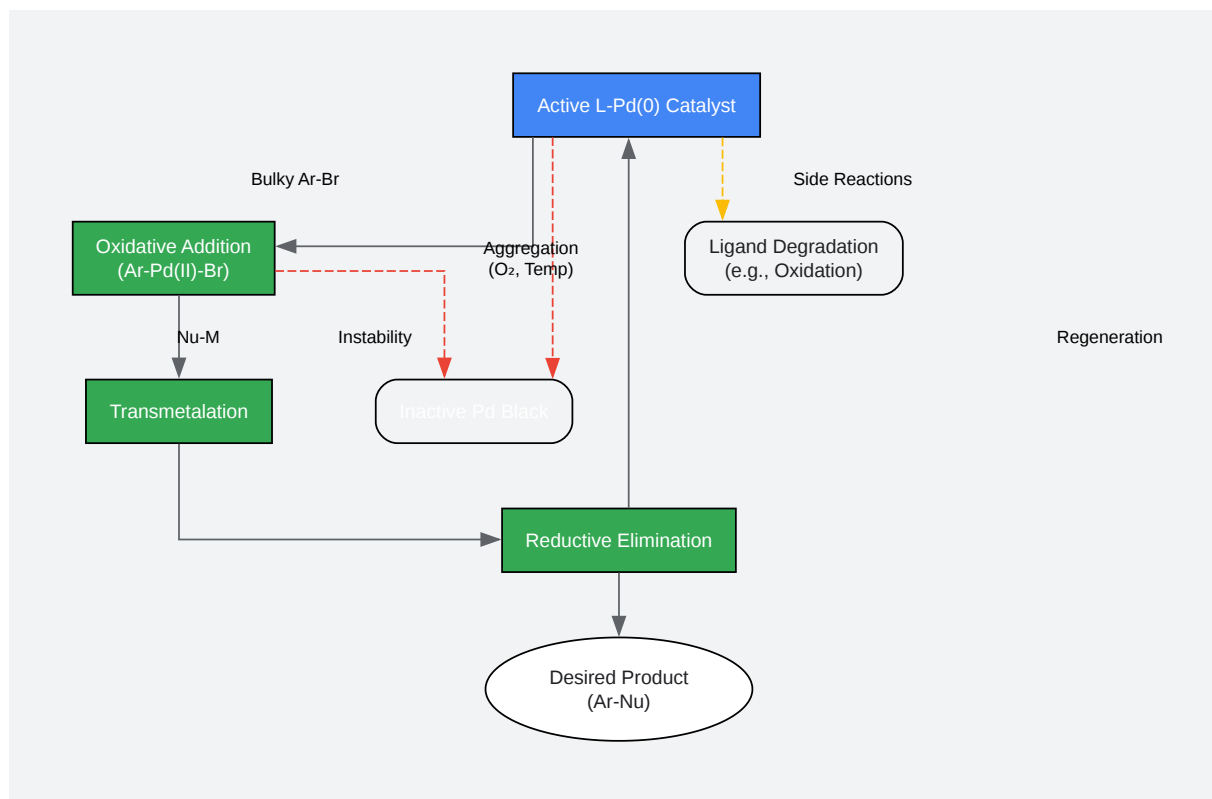 Active L-Pd(0) Catalyst
Bulky Ar-Br
Side Reactions
Oxidative Addition
(Ar-Pd(II)-Br)
Aggregation
(O₂, Temp)
Ligand Degradation
(e.g., Oxidation)
Nu-M
Instability
Regeneration
Transmetalation
Inactive Pd Black
Reductive Elimination
Desired Product
(Ar-Nu)